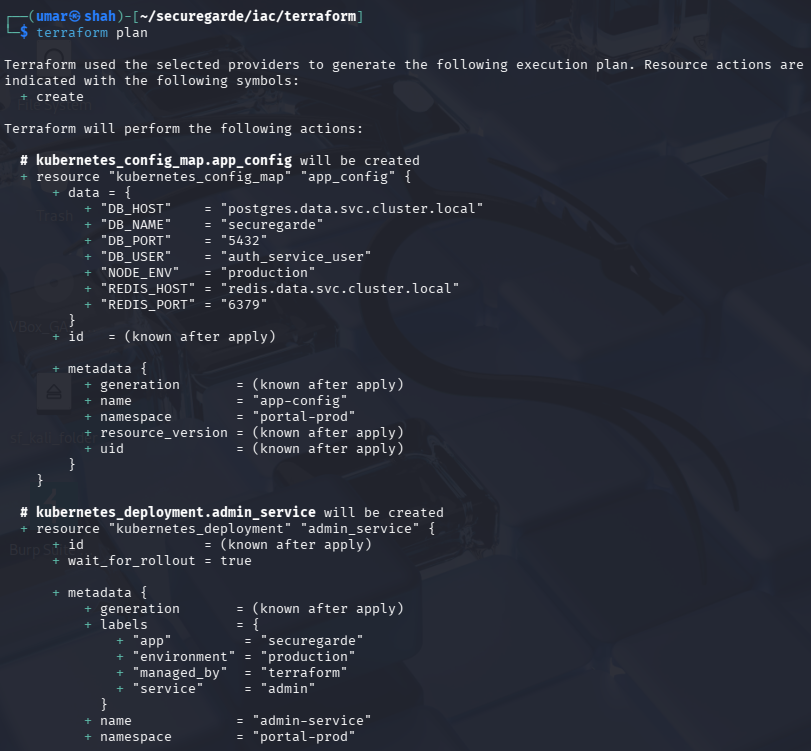 ┌──(umar㉿shah)-[~/securegarde/iac/terraform]
└─$ terraform plan

Terraform used the selected providers to generate the following execution plan. Resource actions are
indicated with the following symbols:
  + create

Terraform will perform the following actions:

  # kubernetes_config_map.app_config will be created
  + resource "kubernetes_config_map" "app_config" {
      + data = {
          + "DB_HOST"    = "postgres.data.svc.cluster.local"
          + "DB_NAME"    = "securegarde"
          + "DB_PORT"    = "5432"
          + "DB_USER"    = "auth_service_user"
          + "NODE_ENV"   = "production"
          + "REDIS_HOST" = "redis.data.svc.cluster.local"
          + "REDIS_PORT" = "6379"
        }
      + id   = (known after apply)

      + metadata {
          + generation       = (known after apply)
          + name             = "app-config"
          + namespace        = "portal-prod"
          + resource_version = (known after apply)
          + uid              = (known after apply)
        }
    }

  # kubernetes_deployment.admin_service will be created
  + resource "kubernetes_deployment" "admin_service" {
      + id               = (known after apply)
      + wait_for_rollout = true

      + metadata {
          + generation       = (known after apply)
          + labels           = {
              + "app"         = "securegarde"
              + "environment" = "production"
              + "managed_by"  = "terraform"
              + "service"     = "admin"
            }
          + name             = "admin-service"
          + namespace        = "portal-prod"
Trash